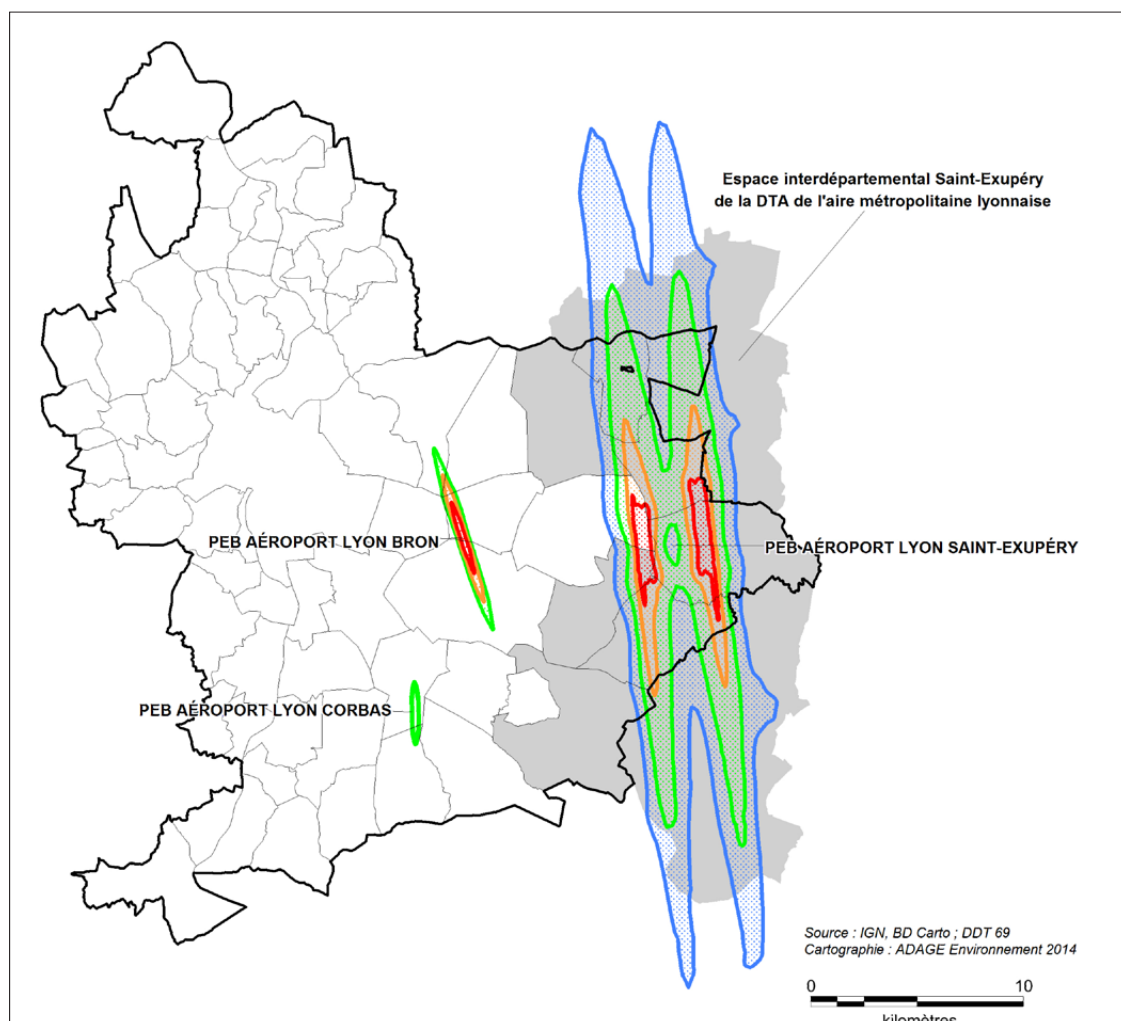 Espace interdépartemental Saint-Exupéry
de la DTA de l'aire métropolitaine lyonnaise
PEB AÉROPORT LYON BRON
PEB AÉROPORT LYON SAINT-EXUPÉRY
PEB AÉROPORT LYON CORBAS
Source : IGN, BD Carto ; DDT 69
Cartographie : ADAGE Environnement 2014
0 10
kilomètres